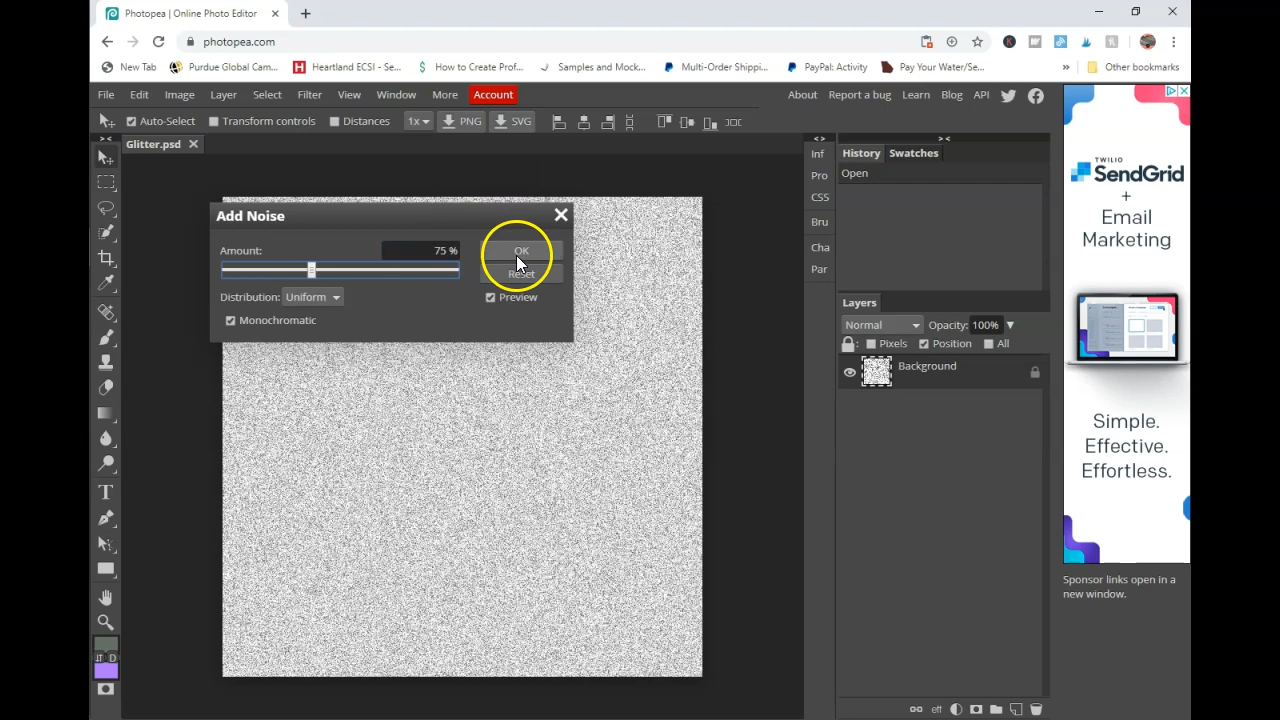 Photopea | Online Photo Editor
photopea.com
New Tab
Purdue Global Cam...
Heartland ECSI - Se...
How to Create Prof...
Samples and Mock...
Multi-Order Shippi...
PayPal: Activity
Pay Your Water/Se...
»
Other bookmarks
File Edit Image Layer Select Filter View Window More Account
About Report a bug Learn Blog API
Auto-Select Transform controls Distances 1x PNG SVG
Glitter.psd
Add Noise
Amount: 75 %
OK
Reset
Distribution: Uniform
Preview
Monochromatic
T
D
< >
Inf
Pro
CSS
Bru
Cha
Par
> <
History Swatches
Open
Layers
Normal Opacity: 100%
: Pixels Position All
Background
eff
TWILIO
SendGrid
+
Email
Marketing
Simple.
Effective.
Effortless.
Sponsor links open in a
new window.